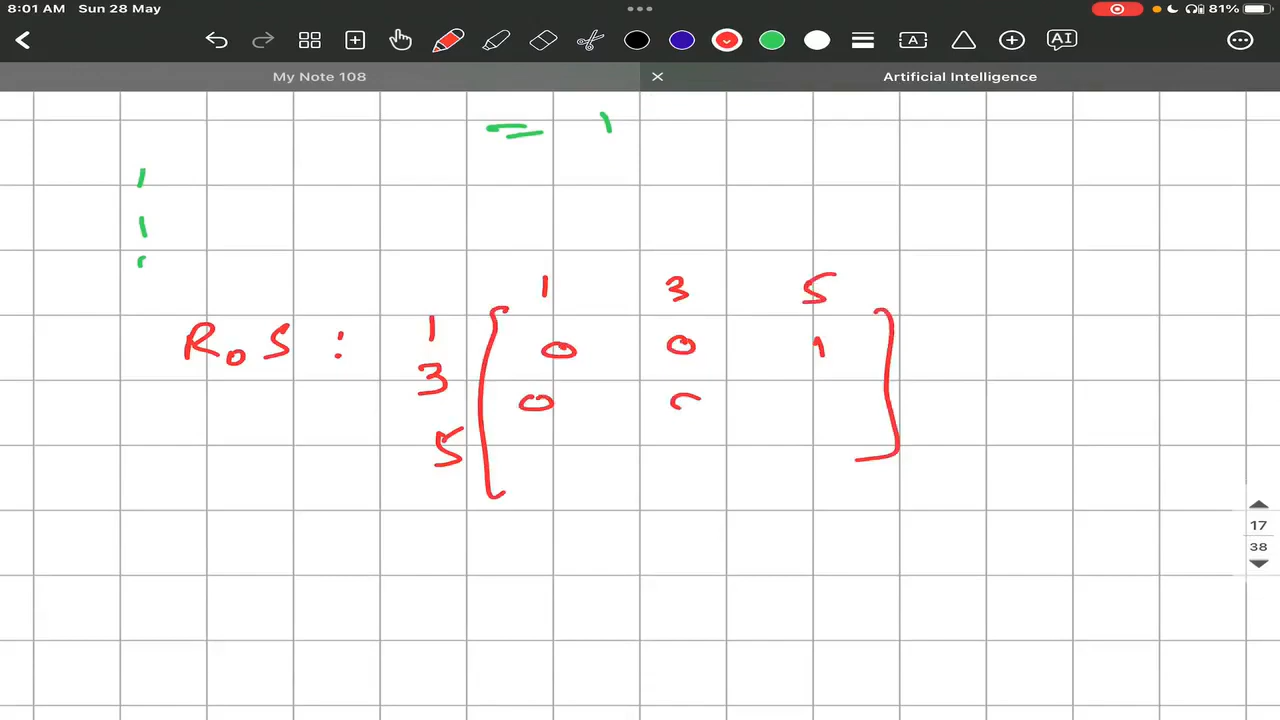 8:01 AM Sun 28 May 81%
A AI
My Note 108 Artificial Intelligence
= 1
1
1
1 3 5
RoS : 1 0 0 1
3 0
5
17
38